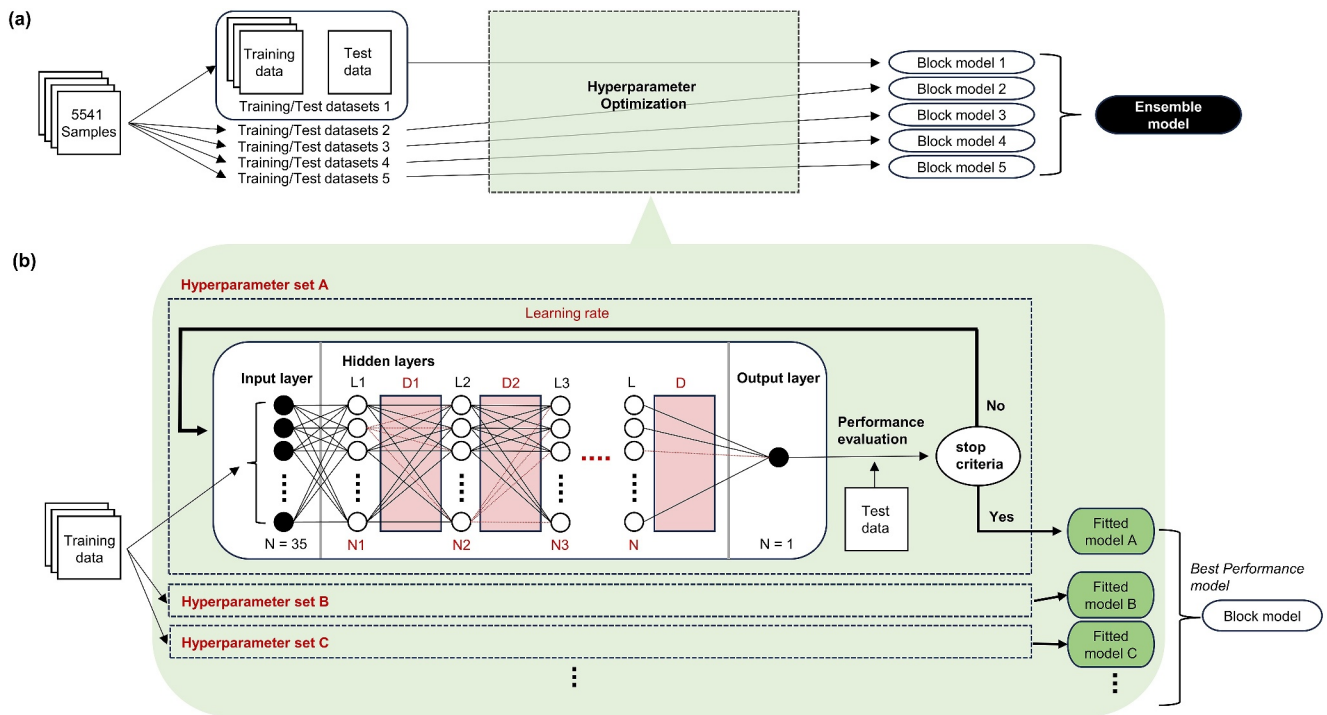 (a)
5541
Samples
Training
data
Test
data
Training/Test datasets 1
Training/Test datasets 2
Training/Test datasets 3
Training/Test datasets 4
Training/Test datasets 5
Hyperparameter
Optimization
Block model 1
Block model 2
Block model 3
Block model 4
Block model 5
Ensemble
model
(b)
Hyperparameter set A
Learning rate
Input layer
Hidden layers
Output layer
L1
D1
L2
D2
L3
L
D
N = 35
N1
N2
N3
N
N = 1
Performance
evaluation
Test
data
stop
criteria
No
Yes
Training
data
Fitted
model A
Hyperparameter set B
Fitted
model B
Hyperparameter set C
Fitted
model C
Best Performance
model
Block model